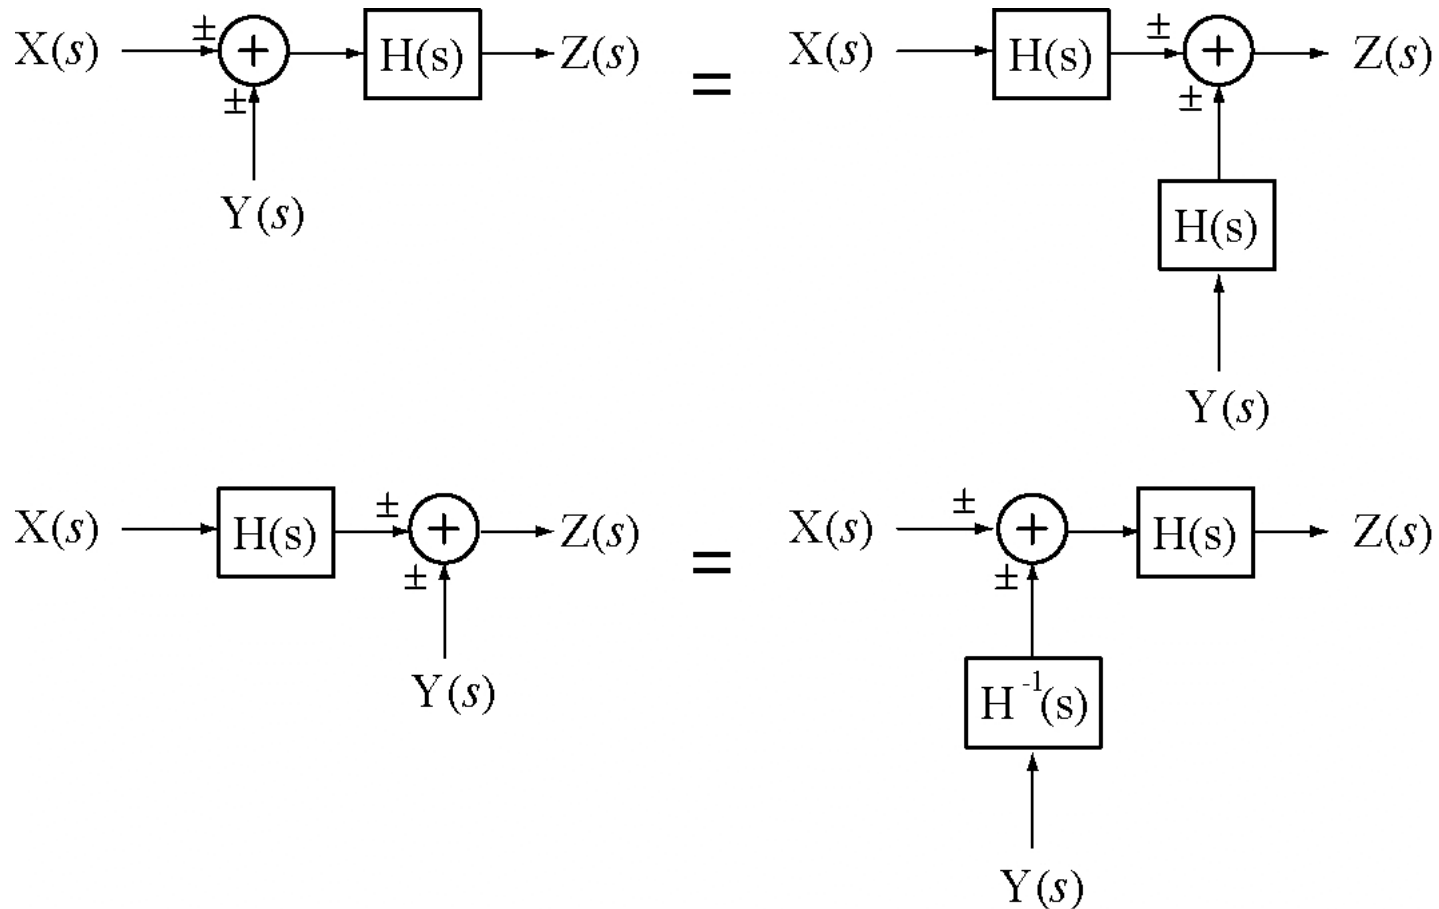 X(s) ± + H(s) Z(s) = X(s) H(s) ± + Z(s)
± ±
Y(s) H(s)
Y(s)
X(s) H(s) ± + Z(s) = X(s) ± + H(s) Z(s)
± ±
Y(s) H⁻¹(s)
Y(s)